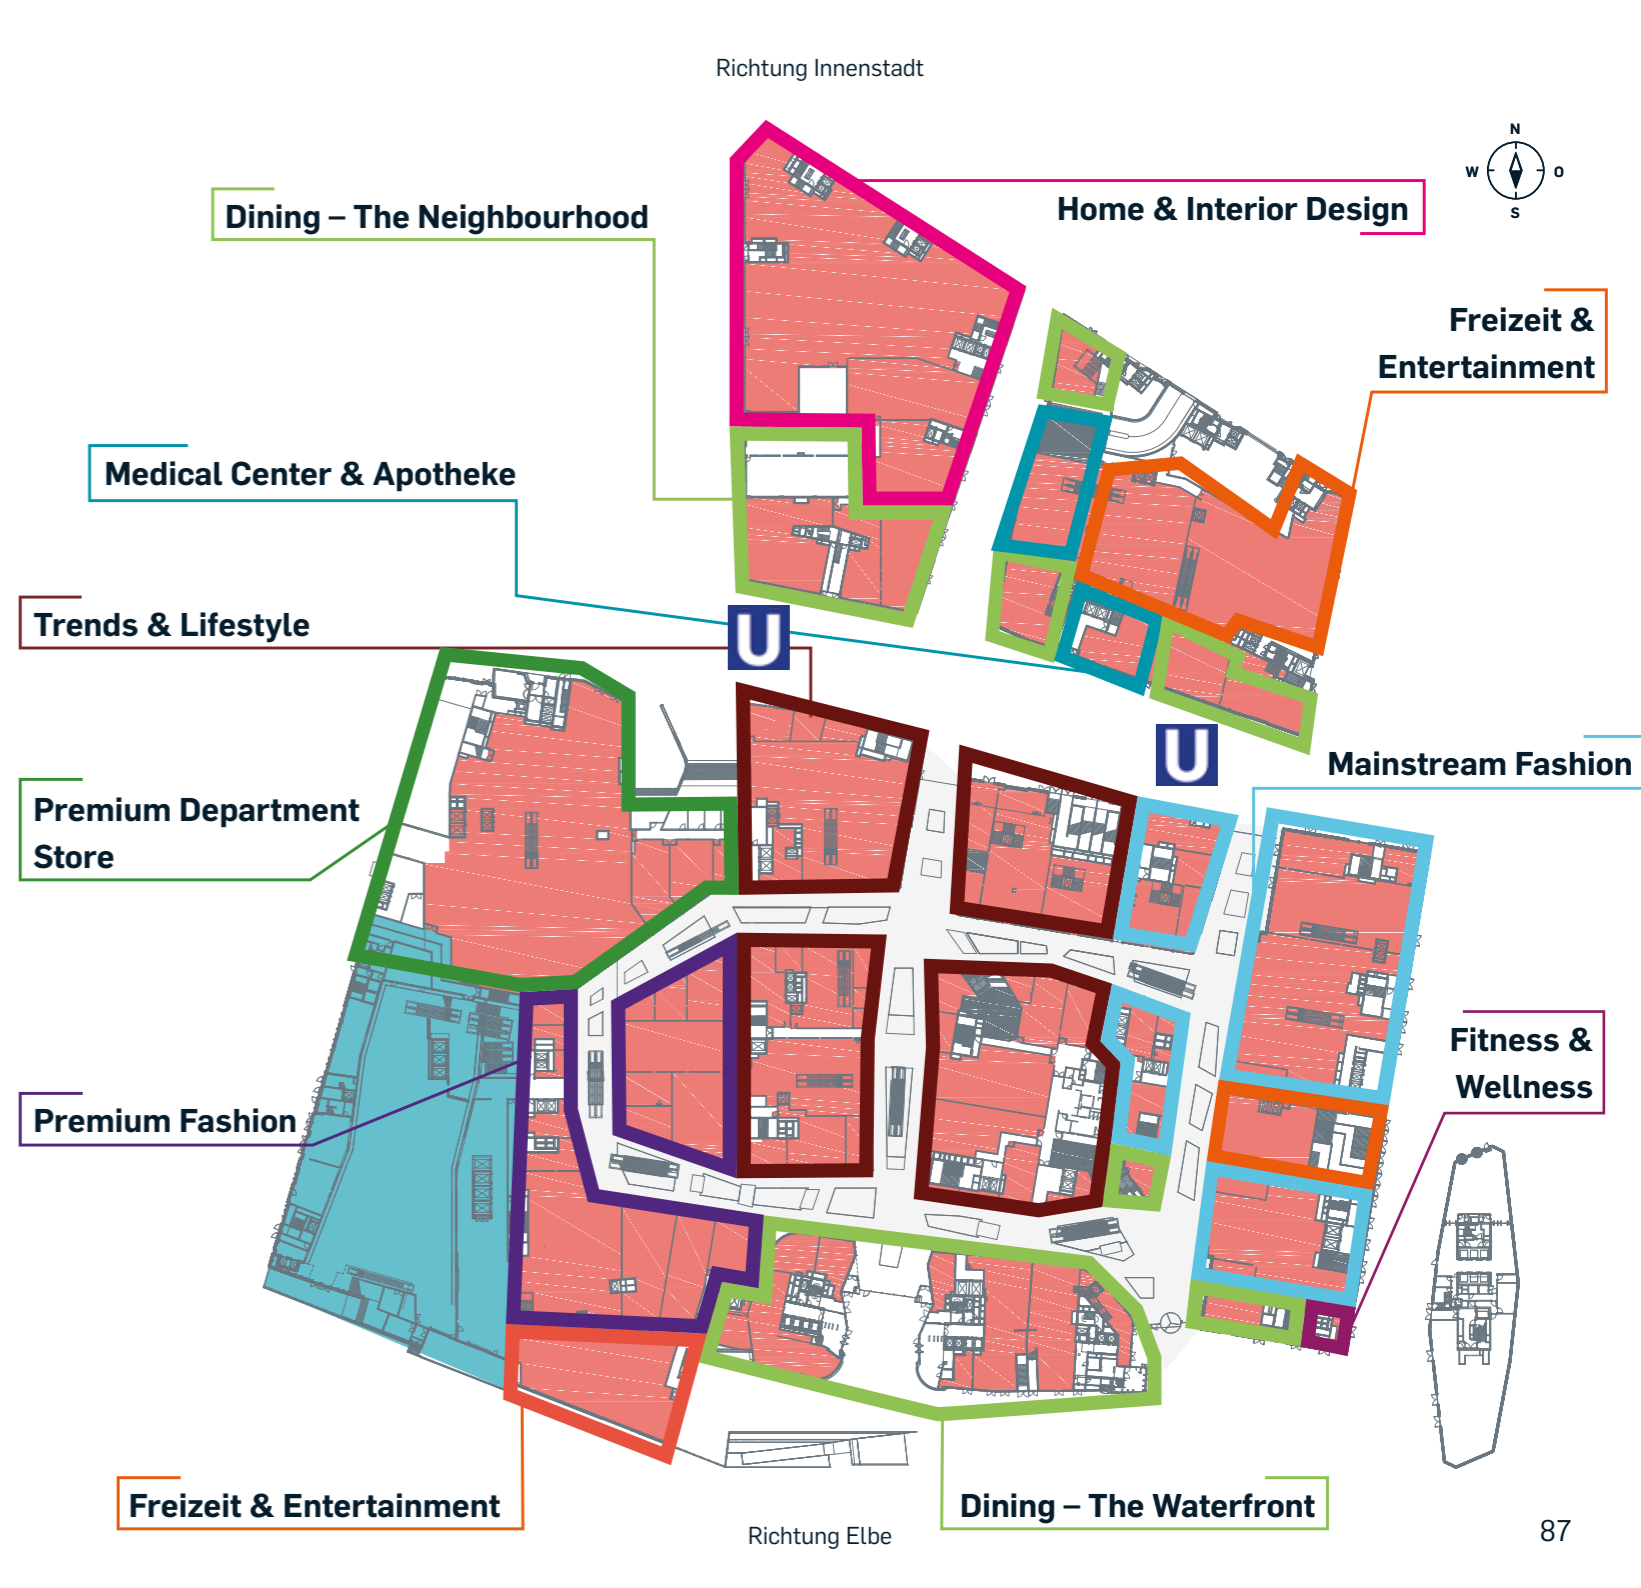 Richtung Innenstadt
N
W
O
S
Dining – The Neighbourhood
Home & Interior Design
Freizeit &
Entertainment
Medical Center & Apotheke
Trends & Lifestyle
U
U
Mainstream Fashion
Premium Department
Store
Fitness &
Wellness
Premium Fashion
Freizeit & Entertainment
Dining – The Waterfront
Richtung Elbe
87